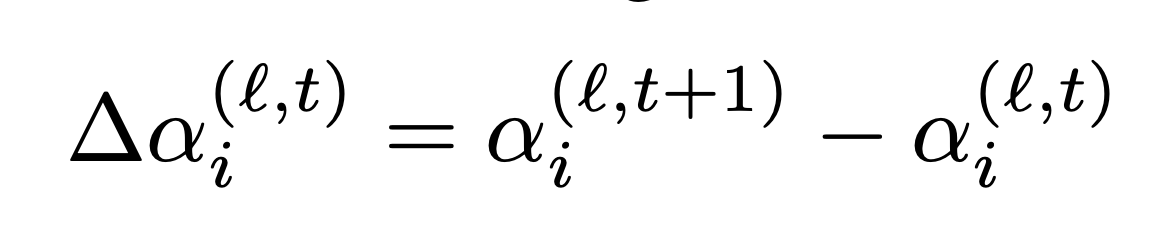 Δα_i^{(ℓ,t)} = α_i^{(ℓ,t+1)} − α_i^{(ℓ,t)}